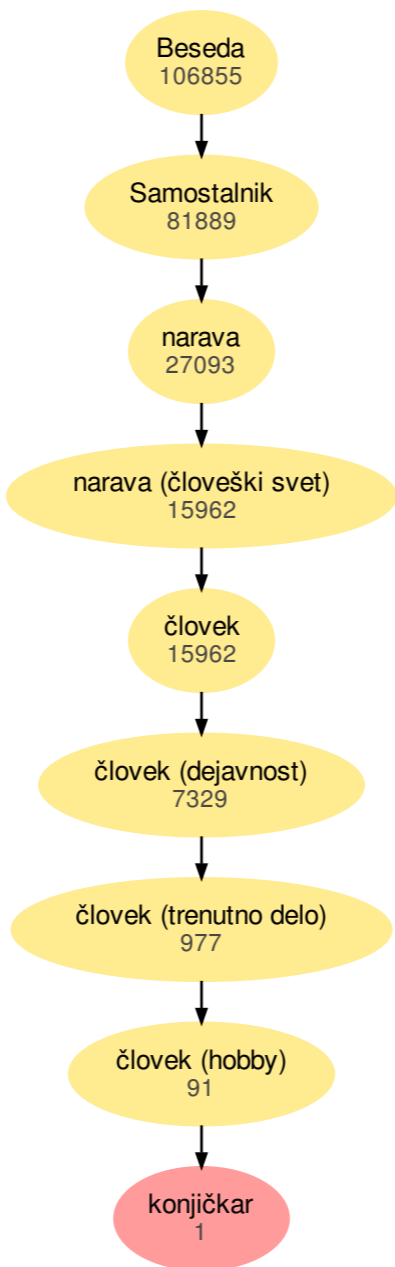 Beseda
106855
Samostalnik
81889
narava
27093
narava (človeški svet)
15962
človek
15962
človek (dejavnost)
7329
človek (trenutno delo)
977
človek (hobby)
91
konjičkar
1